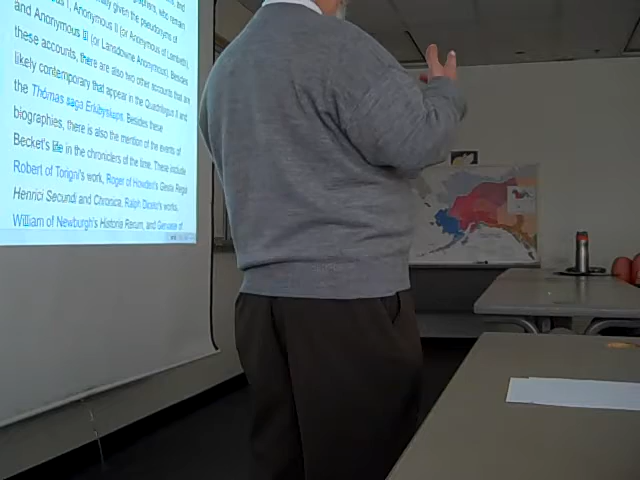 and Anonymous III (or Lansdowne Anonymous). Besides
these accounts, there are also two other accounts that are
likely contemporary that appear in the Quadrilogus II and
the Thómas saga Erkibyskups. Besides these
biographies, there is also the mention of the events of
Becket's life in the chroniclers of the time. These include
Robert of Torigni's work, Roger of Howden's Gesta Regis
Henrici Secundi and Chronica, Ralph Diceto's works,
William of Newburgh's Historia Rerum, and Gervase of